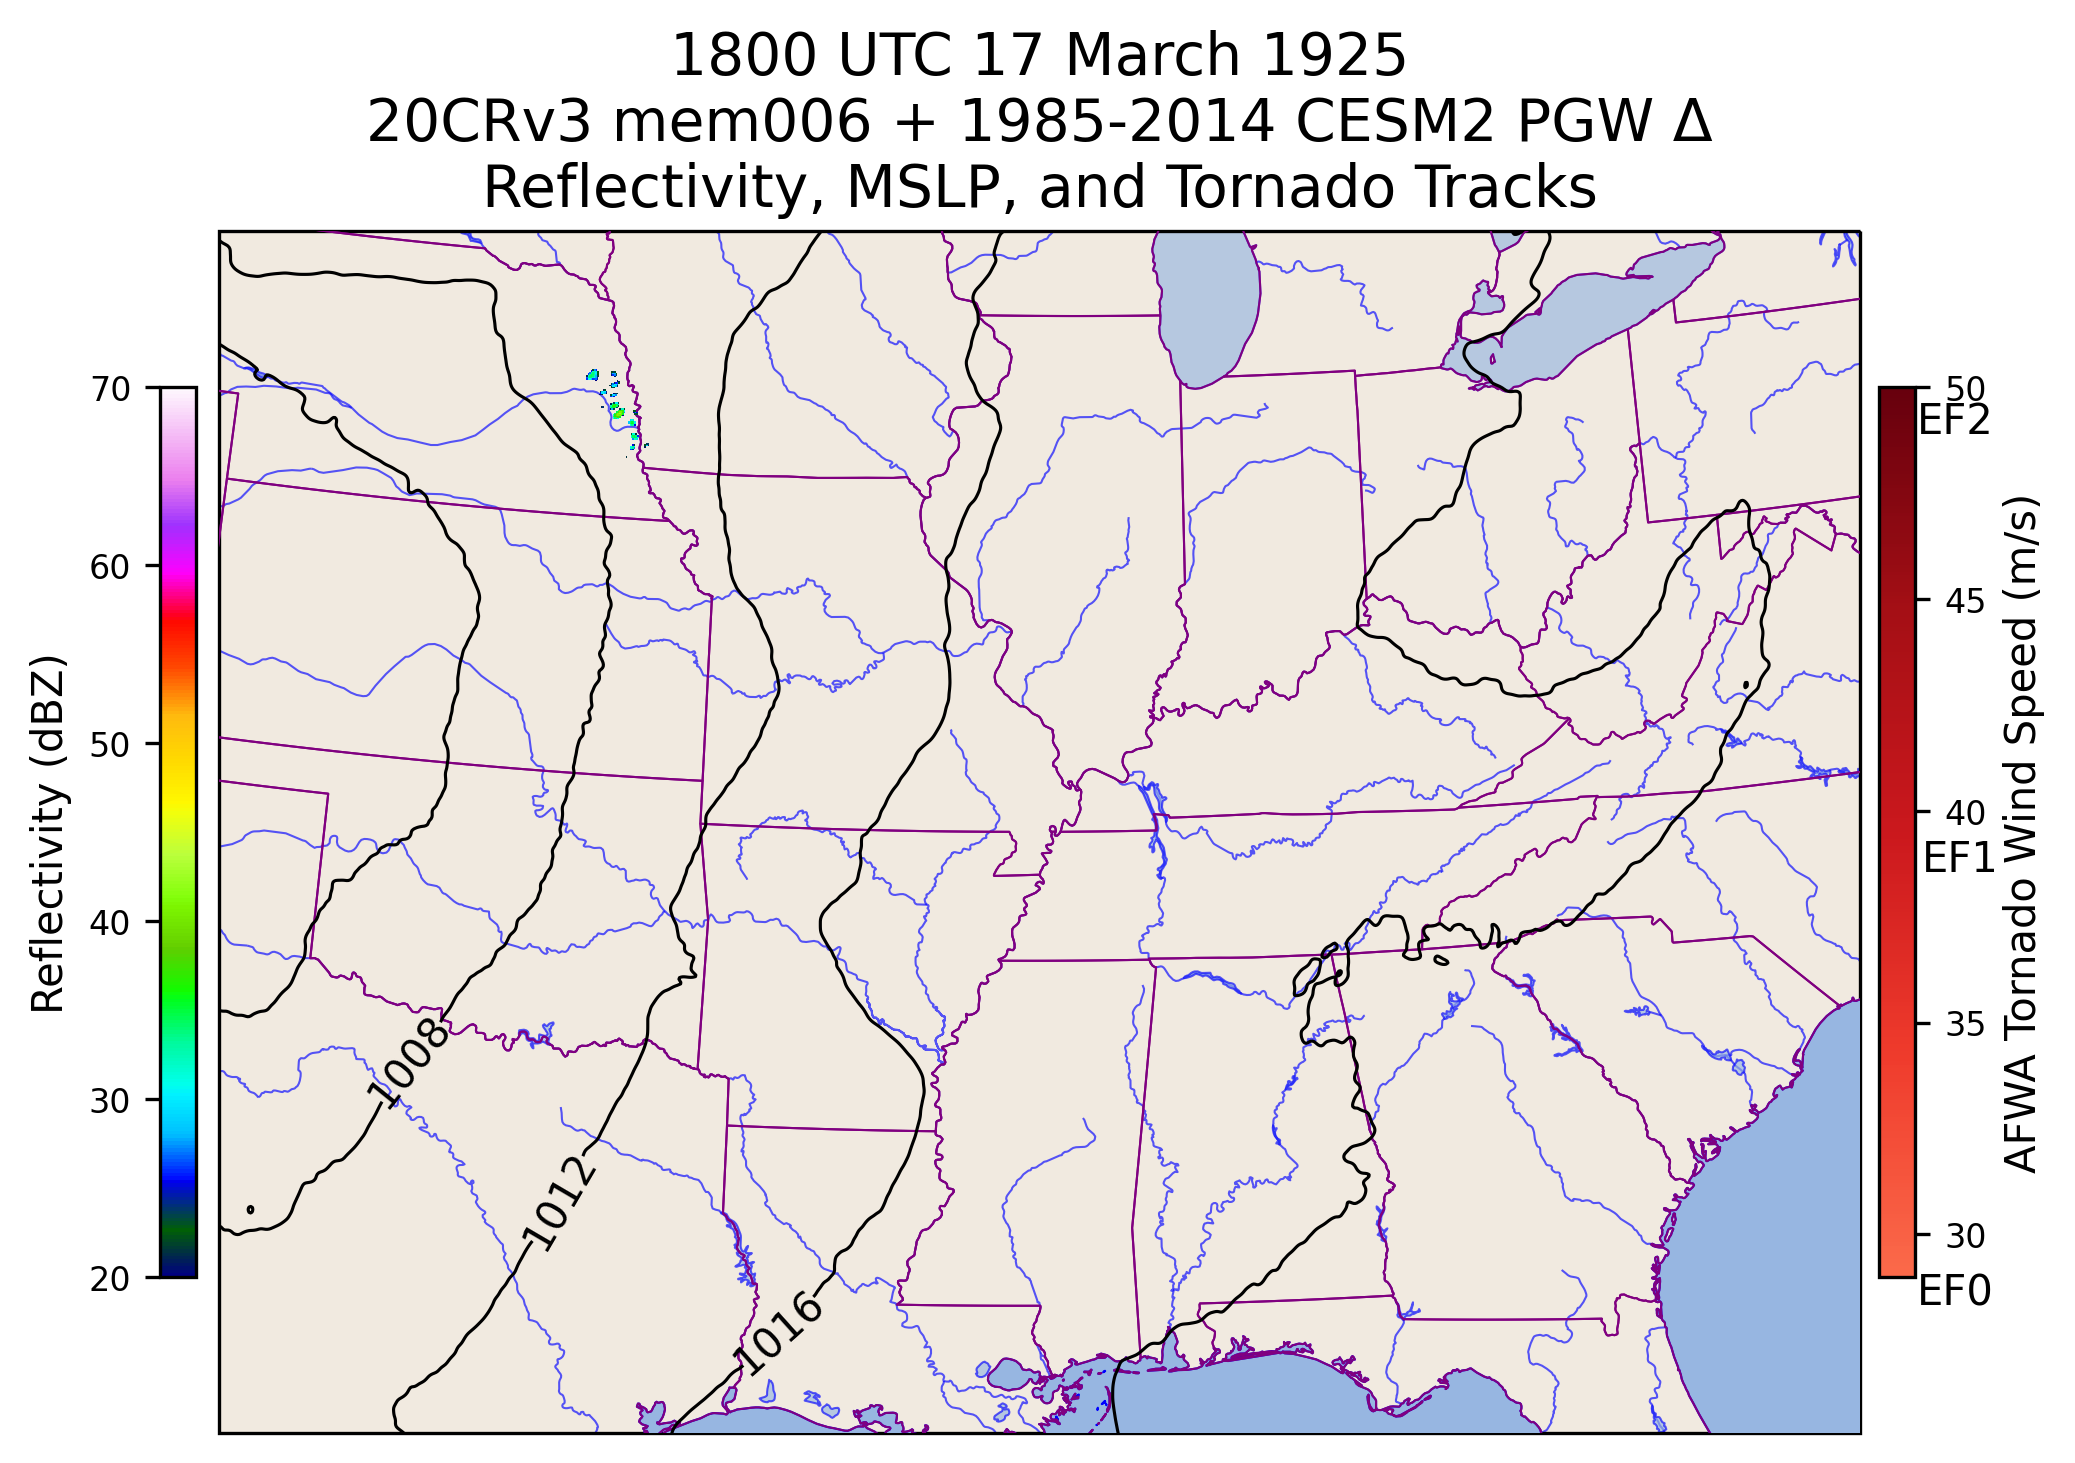 1800 UTC 17 March 1925
20CRv3 mem006 + 1985-2014 CESM2 PGW Δ
Reflectivity, MSLP, and Tornado Tracks
70
60
50
40
30
20
Reflectivity (dBZ)
1008
1012
1016
50
EF2
45
40
EF1
35
30
EF0
AFWA Tornado Wind Speed (m/s)